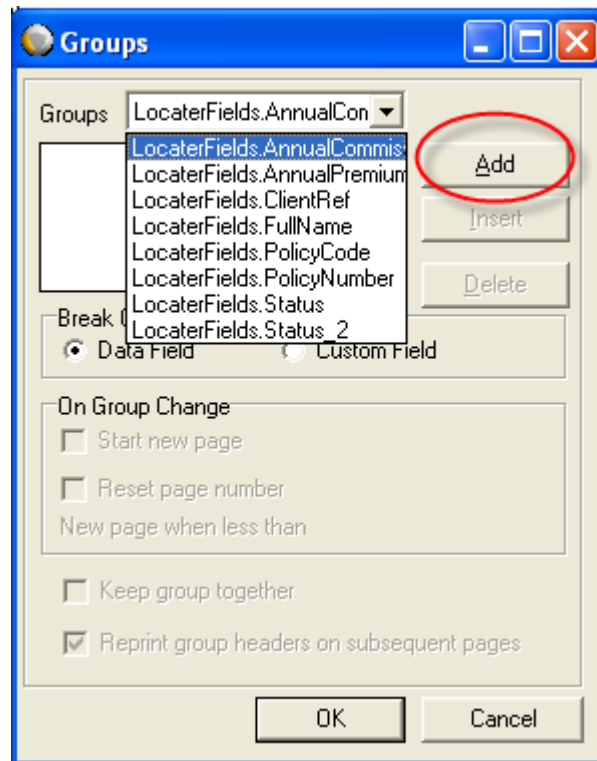 Groups
Groups LocaterFields.AnnualCon
LocaterFields.AnnualCommis
LocaterFields.AnnualPremium
LocaterFields.ClientRef
LocaterFields.FullName
LocaterFields.PolicyCode
LocaterFields.PolicyNumber
LocaterFields.Status
LocaterFields.Status_2
Add
Insert
Delete
Break
Data Field Custom Field
On Group Change
Start new page
Reset page number
New page when less than
Keep group together
Reprint group headers on subsequent pages
OK Cancel